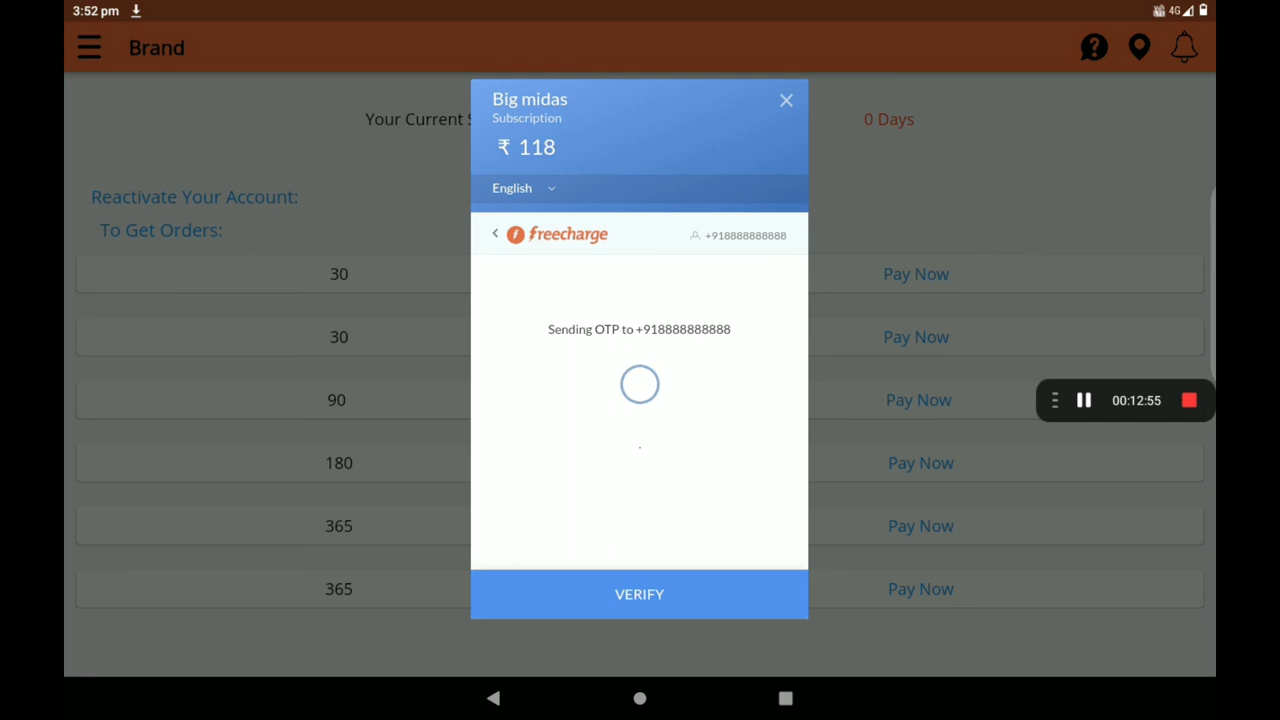 3:52 pm
4G
Brand
Big midas
Subscription
₹ 118
Your Current S
0 Days
English
Reactivate Your Account:
freecharge
+918888888888
To Get Orders:
30
Pay Now
Sending OTP to +918888888888
30
Pay Now
90
Pay Now
00:12:55
180
Pay Now
365
Pay Now
365
Pay Now
VERIFY